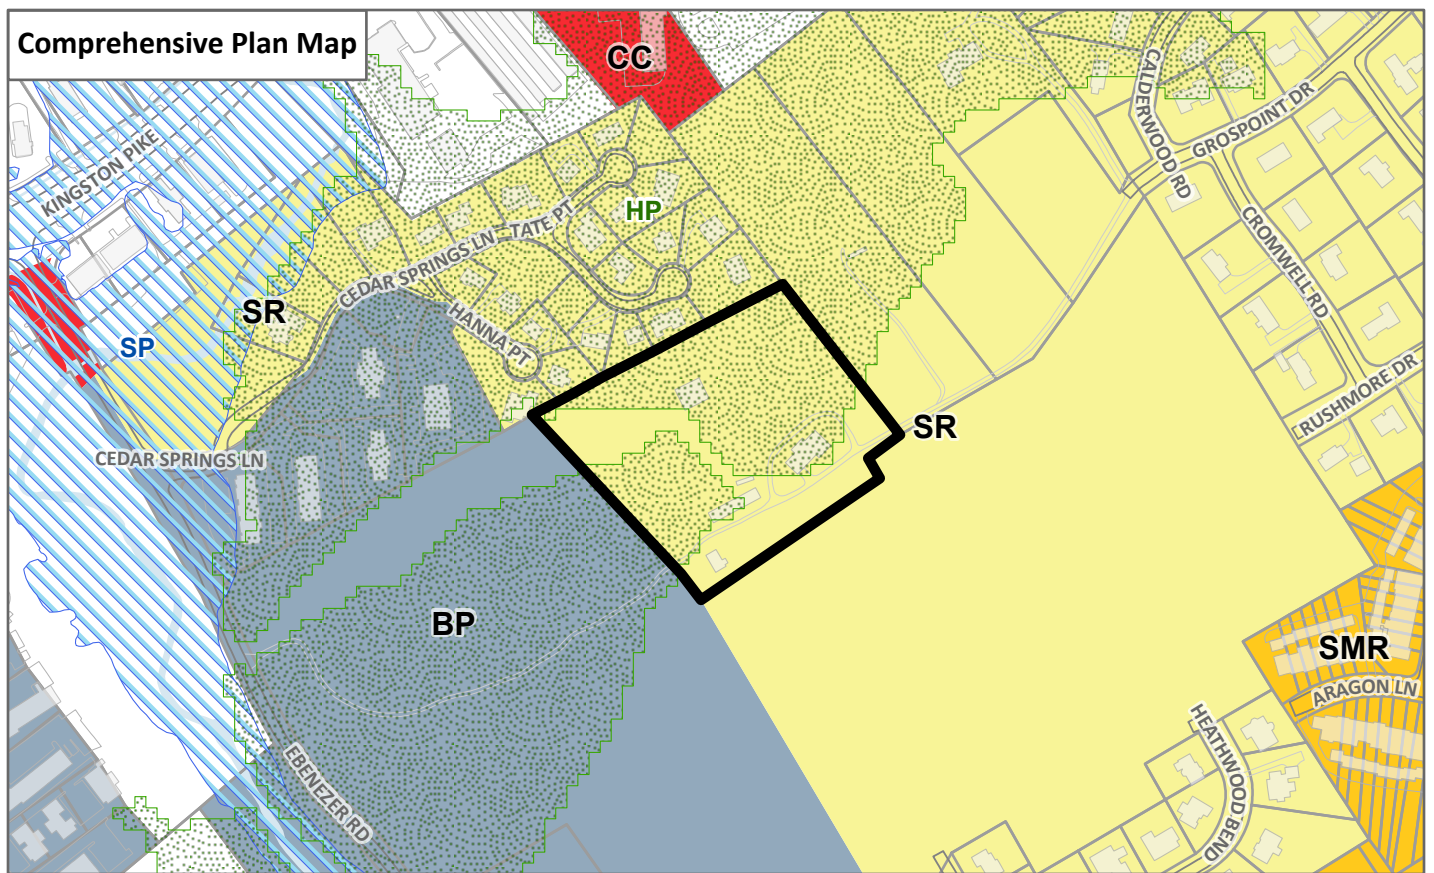 Comprehensive Plan Map
CC
KINGSTON PIKE
CALDERWOOD RD
GROSPOINT DR
HP
TATE PT
CEDAR SPRINGS LN
CROMWELL RD
SR
HANNA PT
SP
RUSHMORE DR
SR
CEDAR SPRINGS LN
BP
SMR
ARAGON LN
HEATHWOOD BEND
EBENEZER RD